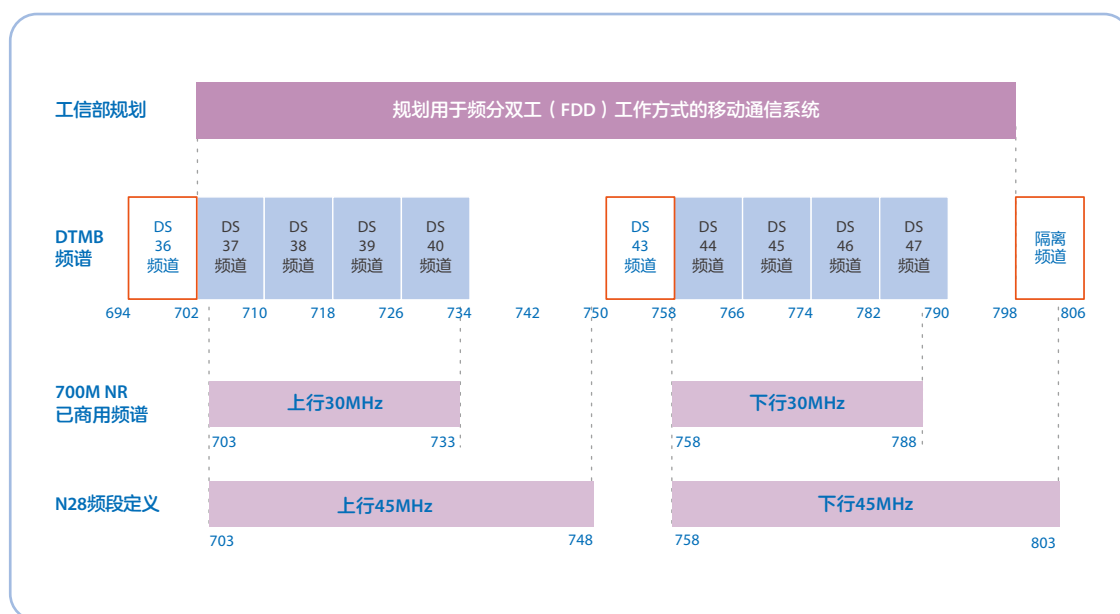 工信部规划
规划用于频分双工（FDD）工作方式的移动通信系统
DTMB
频谱
DS
36
频道
DS
37
频道
DS
38
频道
DS
39
频道
DS
40
频道
DS
43
频道
DS
44
频道
DS
45
频道
DS
46
频道
DS
47
频道
隔离
频道
694 702 710 718 726 734 742 750 758 766 774 782 790 798 806
700M NR
已商用频谱
上行30MHz
下行30MHz
703 733 758 788
N28频段定义
上行45MHz
下行45MHz
703 748 758 803